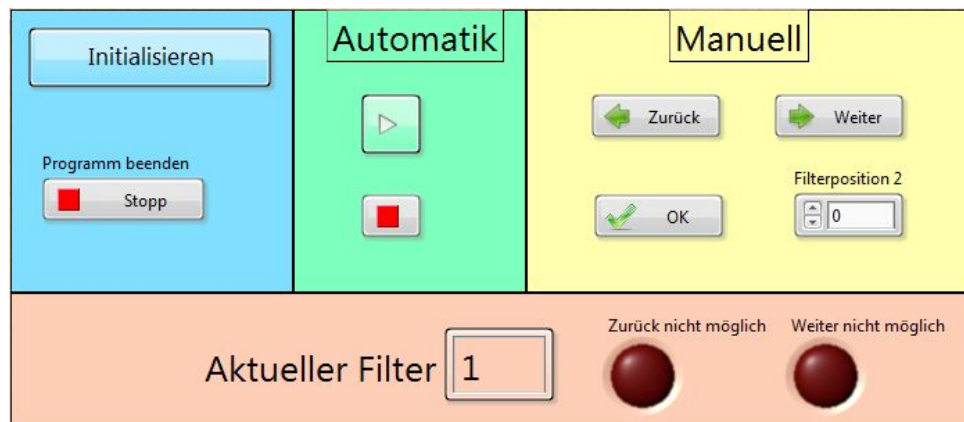 Initialisieren
Programm beenden
Stopp
Automatik
Manuell
Zurück
Weiter
OK
Filterposition 2
0
Aktueller Filter
1
Zurück nicht möglich
Weiter nicht möglich